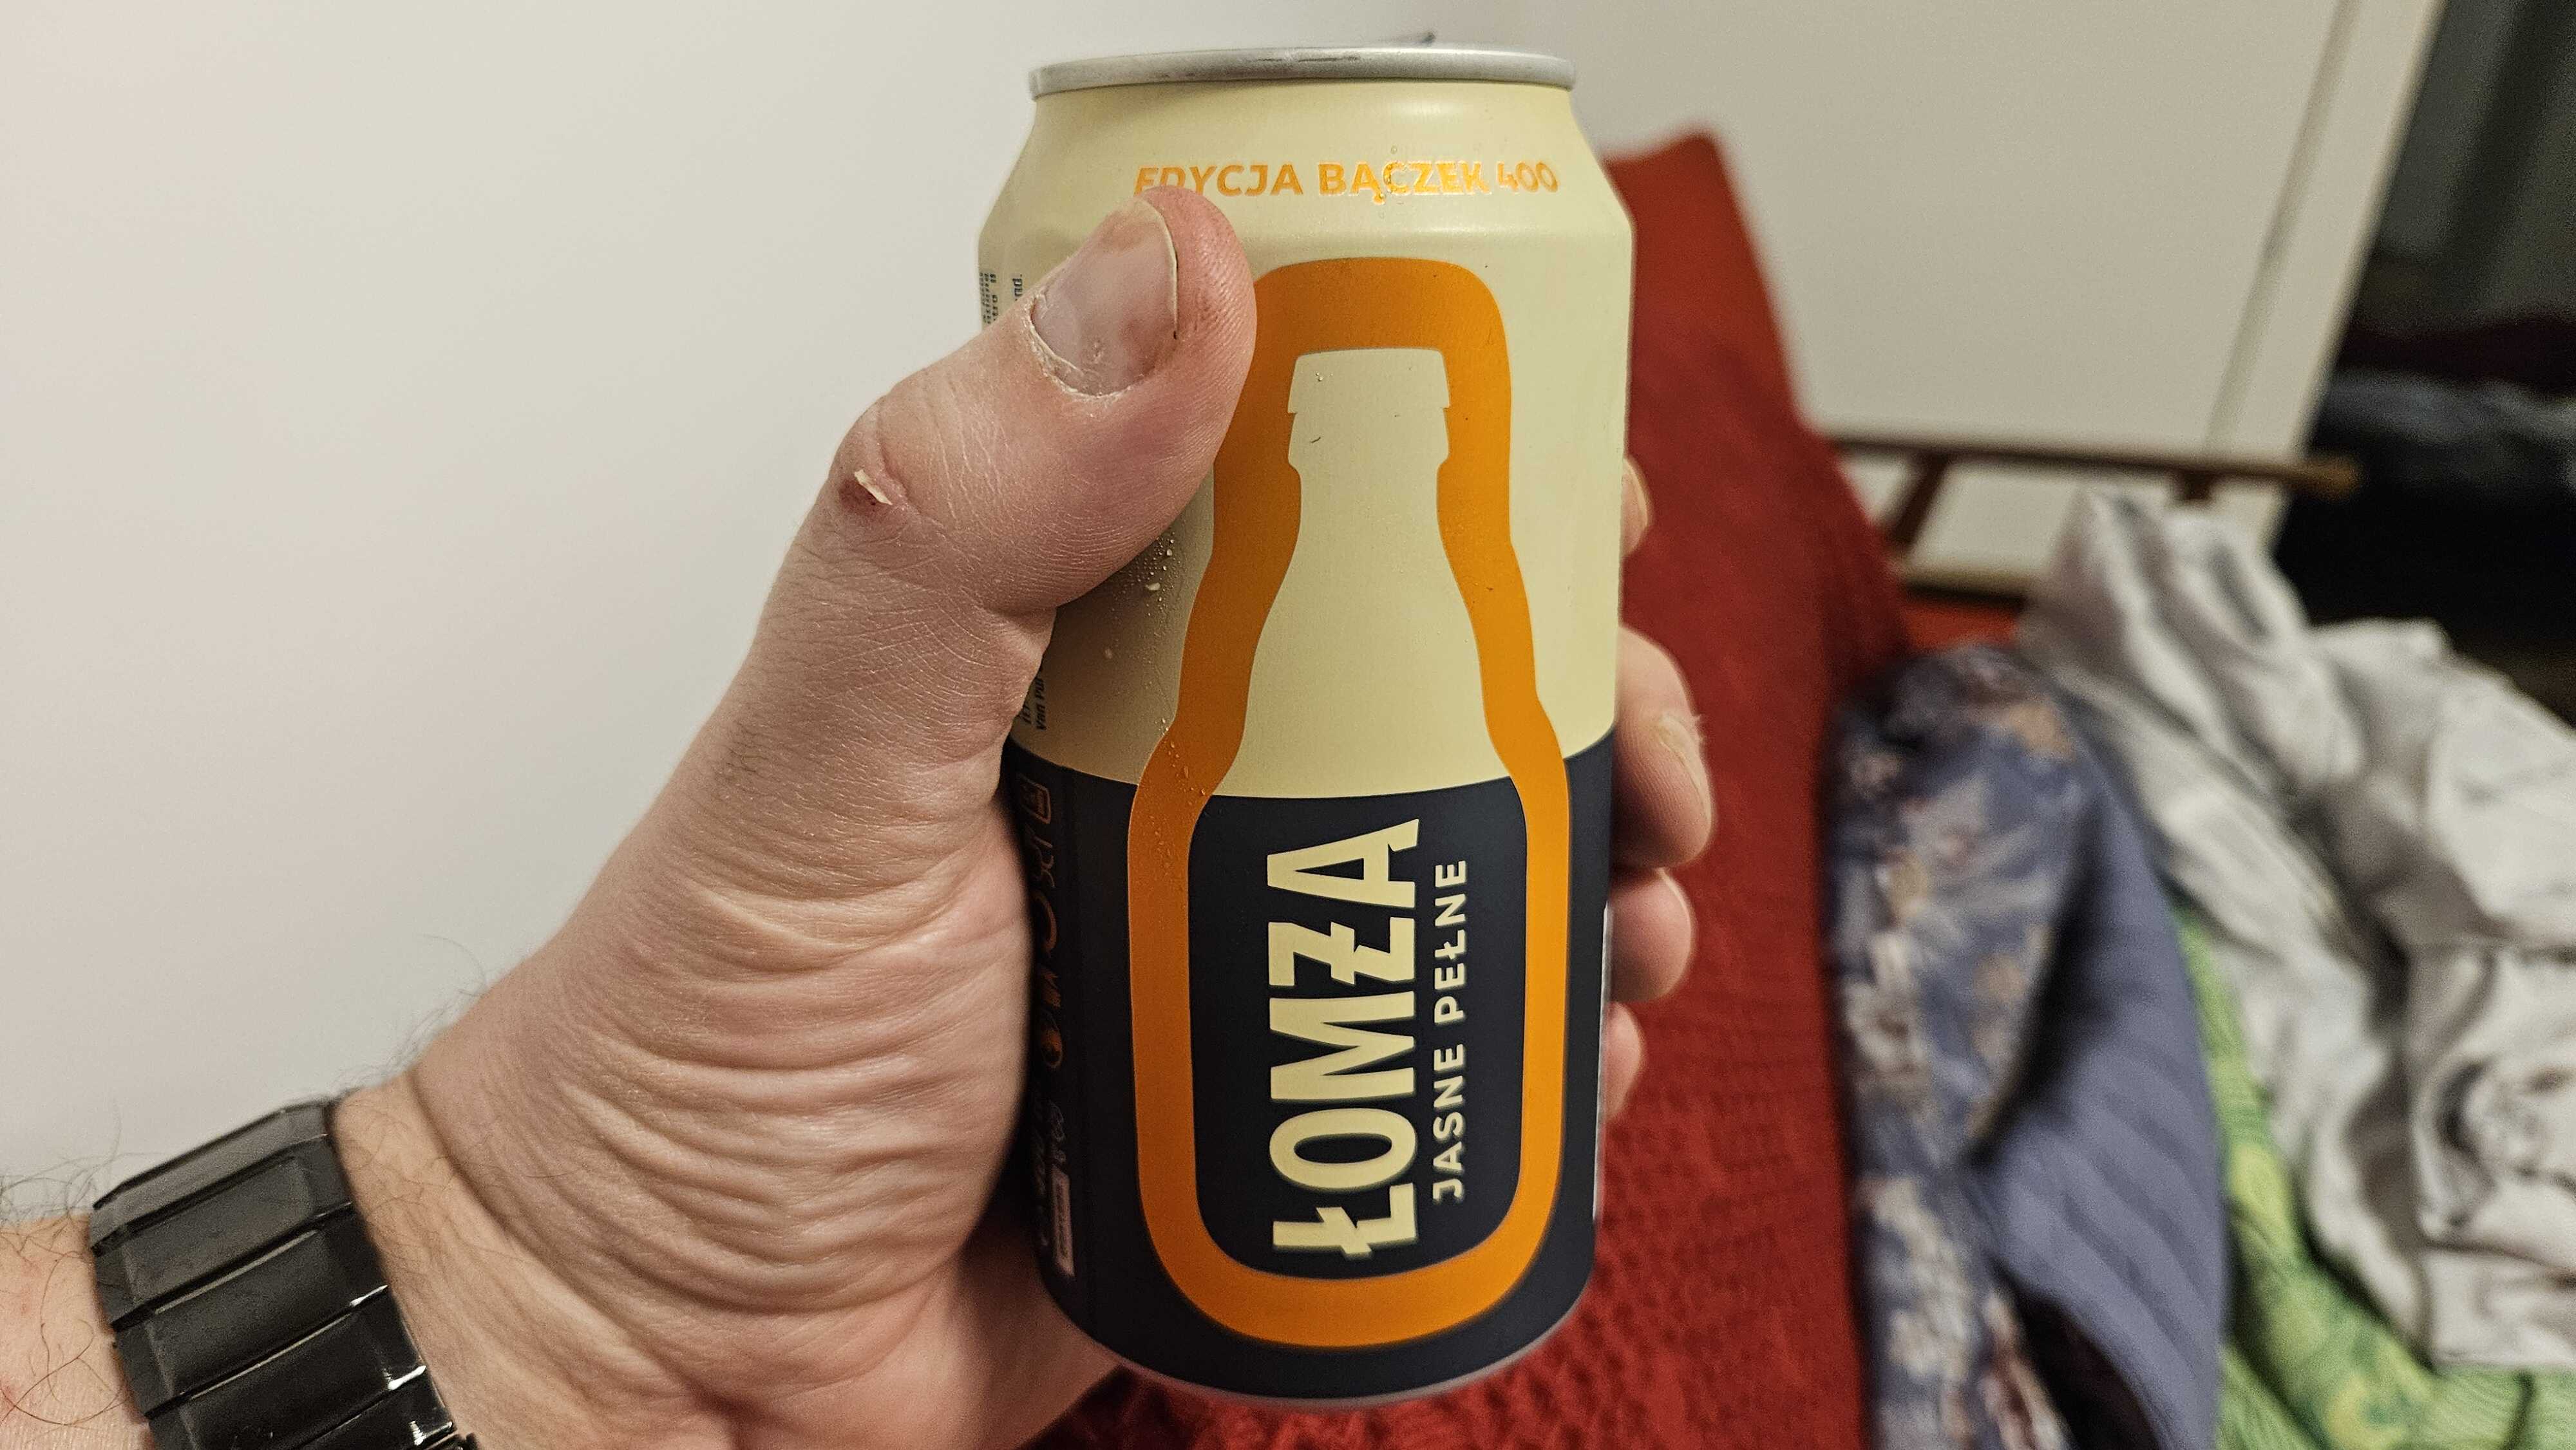 EDYCJA BĄCZEK 400
ŁOMŻA
JASNE PEŁNE